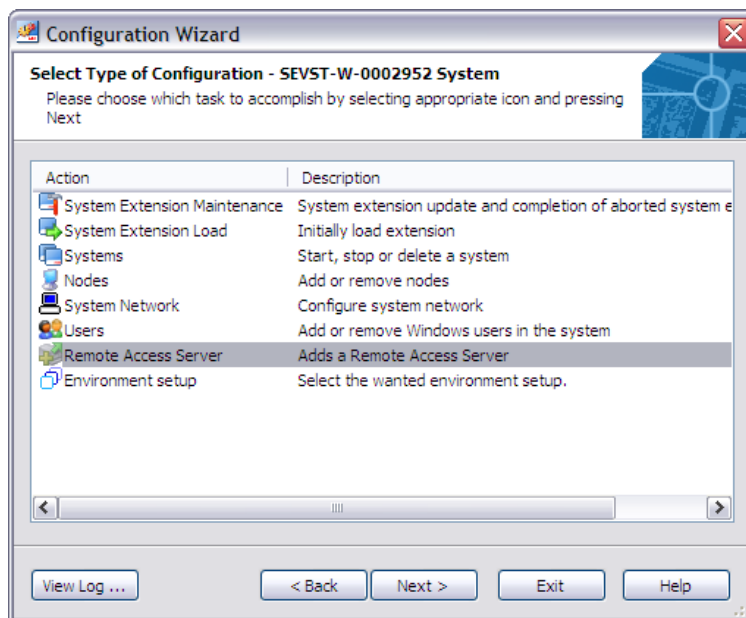 Configuration Wizard
Select Type of Configuration - SEVST-W-0002952 System
Please choose which task to accomplish by selecting appropriate icon and pressing
Next
Action Description
System Extension Maintenance System extension update and completion of aborted system e
System Extension Load Initially load extension
Systems Start, stop or delete a system
Nodes Add or remove nodes
System Network Configure system network
Users Add or remove Windows users in the system
Remote Access Server Adds a Remote Access Server
Environment setup Select the wanted environment setup.
View Log ... < Back Next > Exit Help